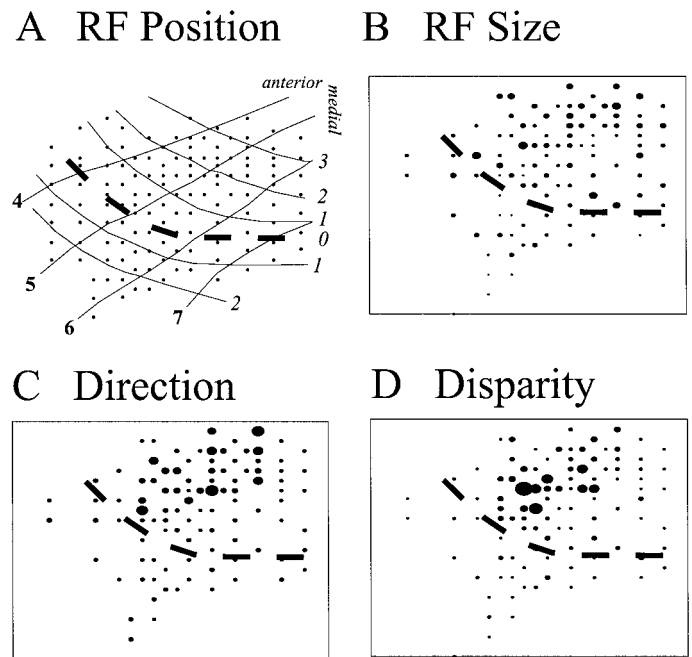 A RF Position
B RF Size
anterior
medial
3
2
1
0
1
2
4
5
6
7
C Direction
D Disparity